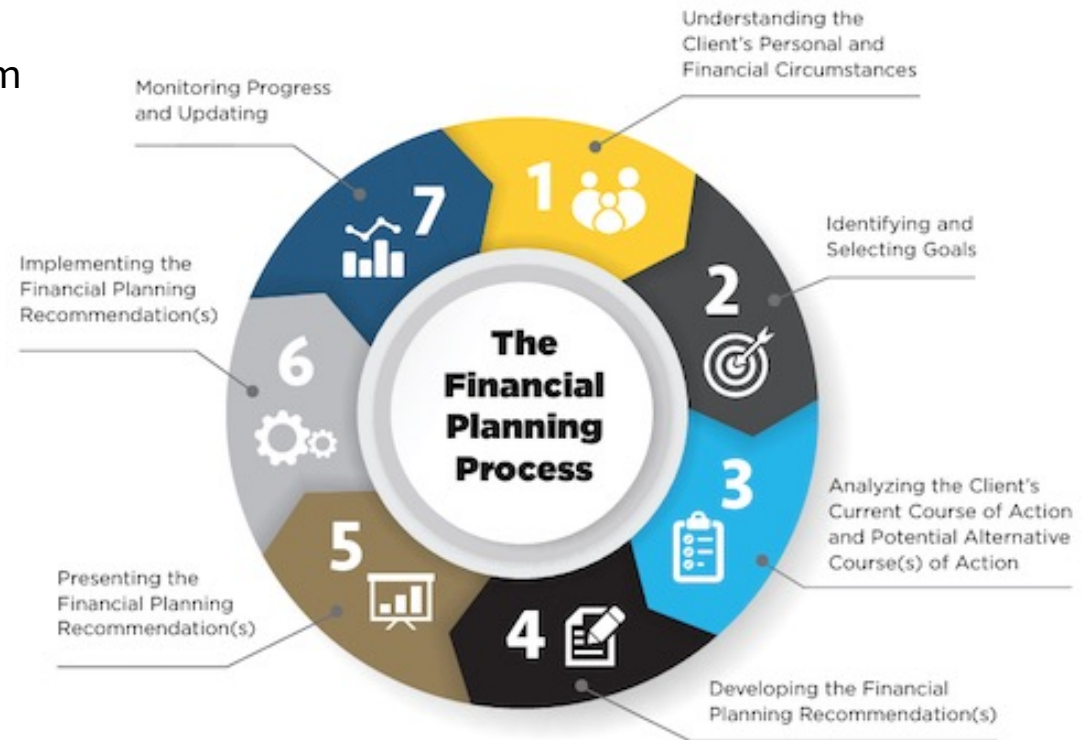 m
The
Financial
Planning
Process
1
Understanding the
Client's Personal and
Financial Circumstances
2
Identifying and
Selecting Goals
3
Analyzing the Client's
Current Course of Action
and Potential Alternative
Course(s) of Action
4
Developing the Financial
Planning Recommendation(s)
5
Presenting the
Financial Planning
Recommendation(s)
6
Implementing the
Financial Planning
Recommendation(s)
7
Monitoring Progress
and Updating